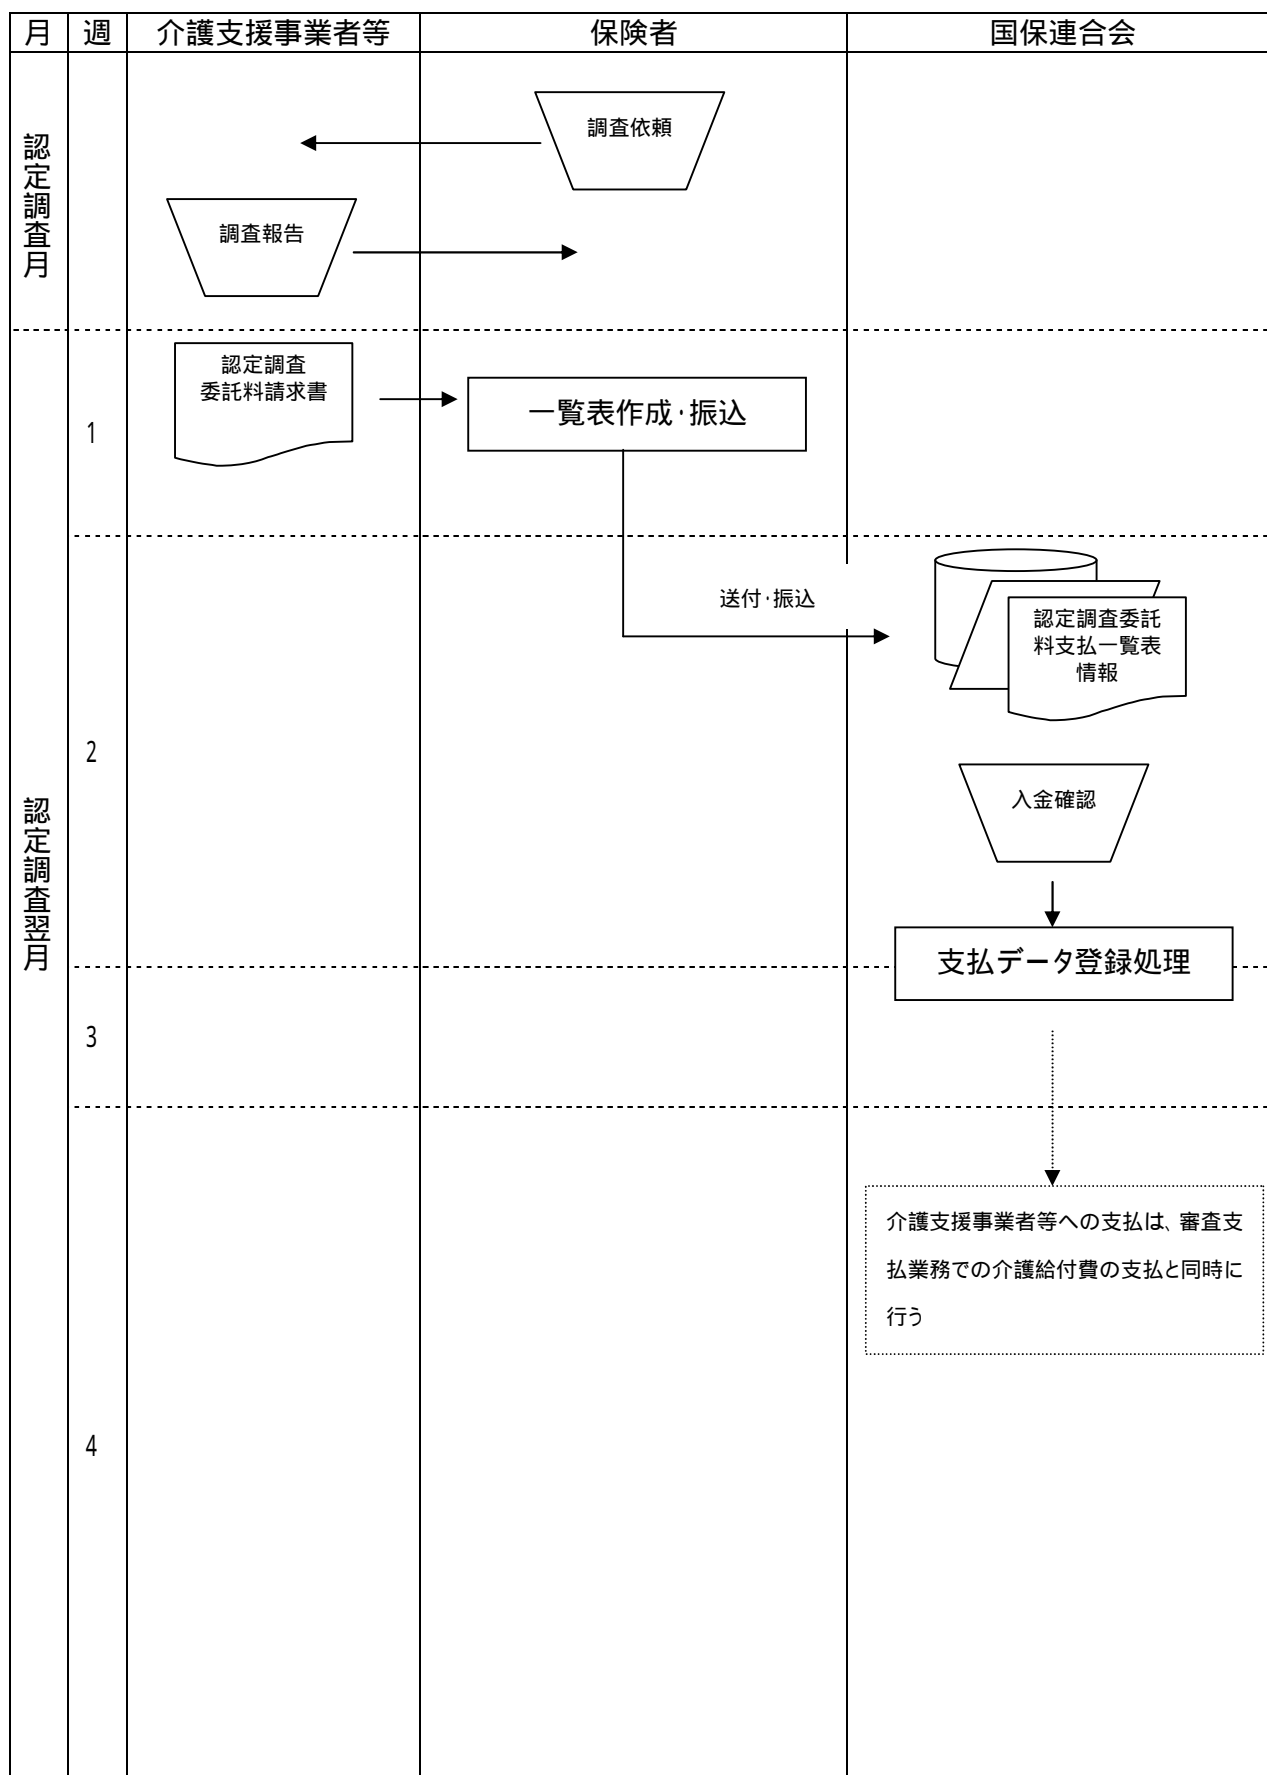 月 週 介護支援事業者等 保険者 国保連合会
認定調査月
調査依頼
調査報告
認定調査翌月
1
認定調査
委託料請求書
一覧表作成･振込
2
送付･振込
認定調査委託
料支払一覧表
情報
入金確認
支払データ登録処理
3
4
介護支援事業者等への支払は、審査支
払業務での介護給付費の支払と同時に
行う